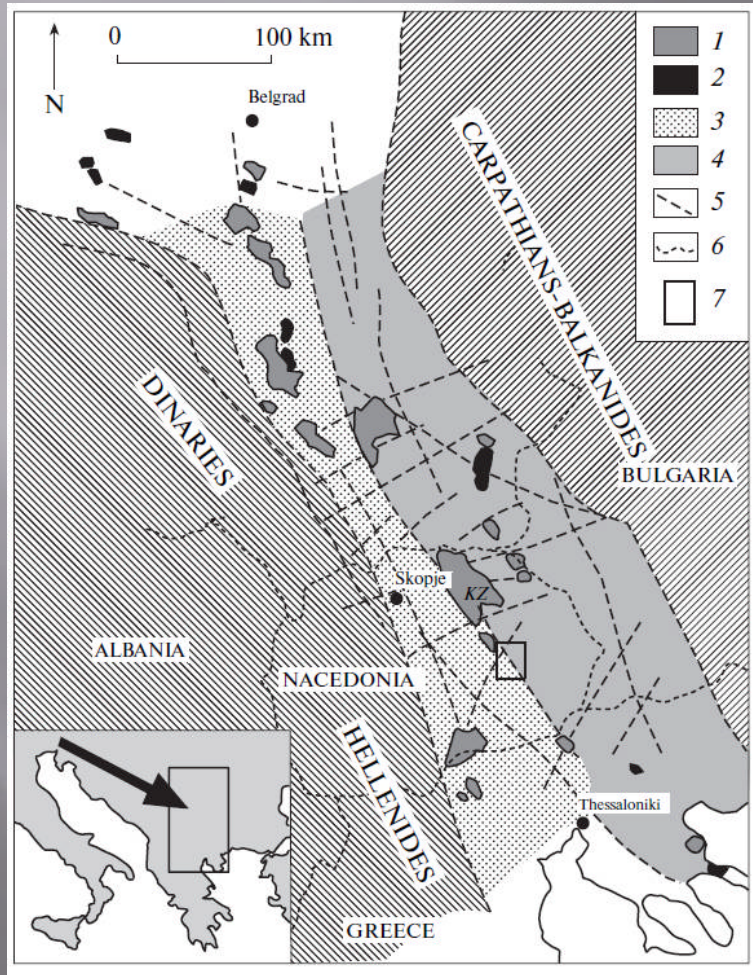 0 100 km
N
Belgrad
1
2
3
4
5
6
7
CARPATHIANS-BALKANIDES
DINARIES
BULGARIA
Skopje
KZ
ALBANIA
NACEDONIA
HELLENIDES
Thessaloniki
GREECE